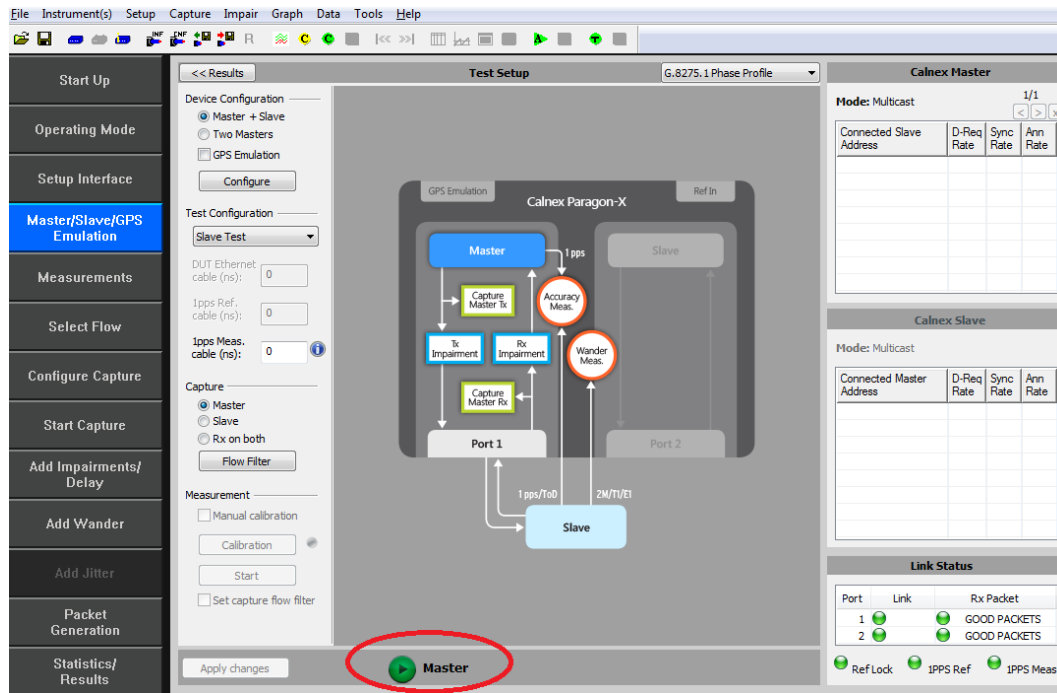 File Instrument(s) Setup Capture Impair Graph Data Tools Help
INF INF R C C |<< >>| A
Start Up
Operating Mode
Setup Interface
Master/Slave/GPS
Emulation
Measurements
Select Flow
Configure Capture
Start Capture
Add Impairments/
Delay
Add Wander
Add Jitter
Packet
Generation
Statistics/
Results
<< Results
Test Setup
G.8275.1 Phase Profile
Device Configuration
Master + Slave
Two Masters
GPS Emulation
Configure
Test Configuration
Slave Test
DUT Ethernet
cable (ns): 0
1pps Ref.
cable (ns): 0
1pps Meas.
cable (ns): 0
Capture
Master
Slave
Rx on both
Flow Filter
Measurement
Manual calibration
Calibration
Start
Set capture flow filter
Apply changes
GPS Emulation
Ref In
Calnex Paragon-X
Master
1 pps
Slave
Capture
Master Tx
Accuracy
Meas.
Tx
Impairment
Rx
Impairment
Wander
Meas.
Capture
Master Rx
Port 1
Port 2
1 pps/ToD
2M/T1/E1
Slave
Master
Calnex Master
Mode: Multicast
1/1
< > x
Connected Slave
Address
D-Req
Rate
Sync
Rate
Ann
Rate
Calnex Slave
Mode: Multicast
Connected Master
Address
D-Req
Rate
Sync
Rate
Ann
Rate
Link Status
Port Link Rx Packet
1 GOOD PACKETS
2 GOOD PACKETS
Ref Lock 1PPS Ref 1PPS Meas